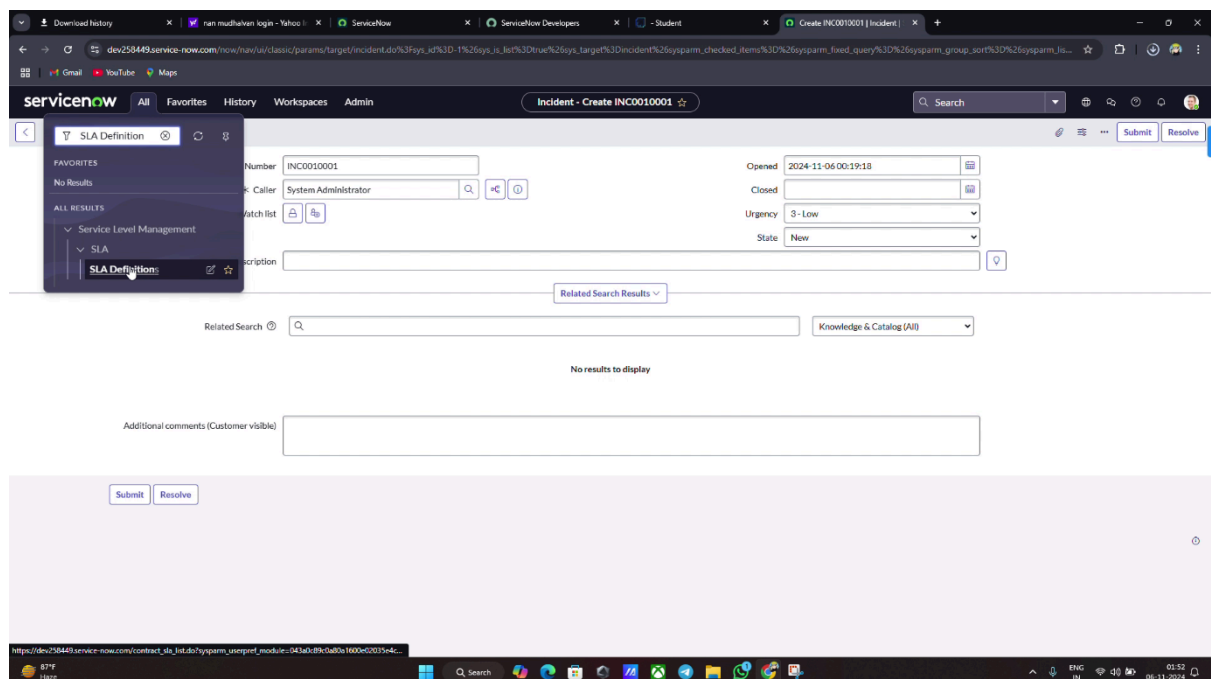 Download history
nan mudhalvan login - Yahoo I
ServiceNow
ServiceNow Developers
- Student
Create INC0010001 | Incident |
dev258449.service-now.com/now/nav/ui/classic/params/target/incident.do%3Fsys_id%3D-1%26sys_is_list%3Dtrue%26sys_target%3Dincident%26sysparm_checked_items%3D%26sysparm_fixed_query%3D%26sysparm_group_sort%3D%26sysparm_lis...
Gmail YouTube Maps
servicenow All Favorites History Workspaces Admin
Incident - Create INC0010001
Search
SLA Definition
Submit Resolve
FAVORITES
No Results
ALL RESULTS
Service Level Management
SLA
SLA Definitions
Number INC0010001
Opened 2024-11-06 00:19:18
Caller System Administrator
Closed
Watch list
Urgency 3 - Low
State New
scription
Related Search Results
Related Search
Knowledge & Catalog (All)
No results to display
Additional comments (Customer visible)
Submit Resolve
https://dev258449.service-now.com/contract_sla_list.do?sysparm_userpref_module=043a0c89c0a80a1600e02035e4c...
87°F
Haze
Search
ENG
IN
01:52
06-11-2024